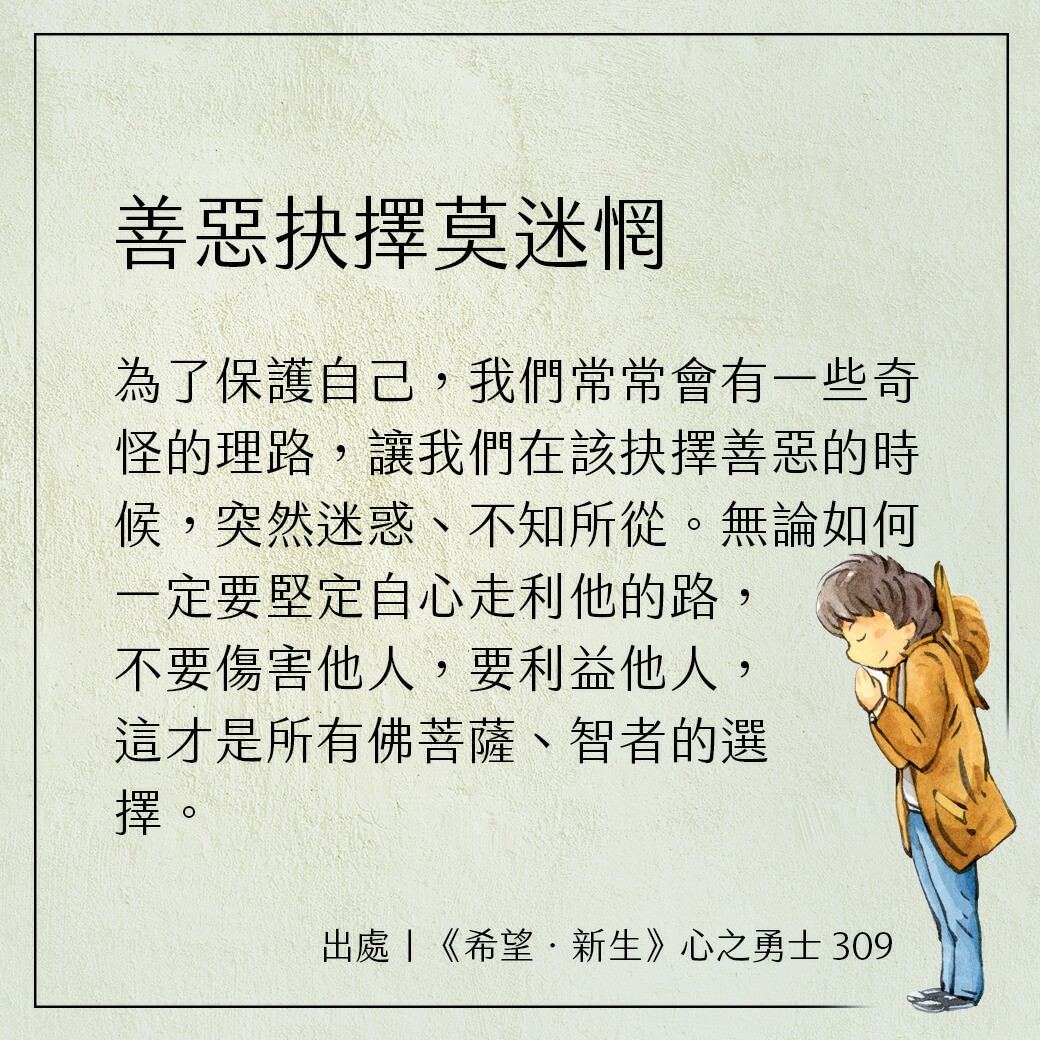 善惡抉擇莫迷惘
為了保護自己，我們常常會有一些奇
怪的理路，讓我們在該抉擇善惡的時
候，突然迷惑、不知所從。無論如何
一定要堅定自心走利他的路，
不要傷害他人，要利益他人，
這才是所有佛菩薩、智者的選
擇。
出處｜《希望．新生》心之勇士 309